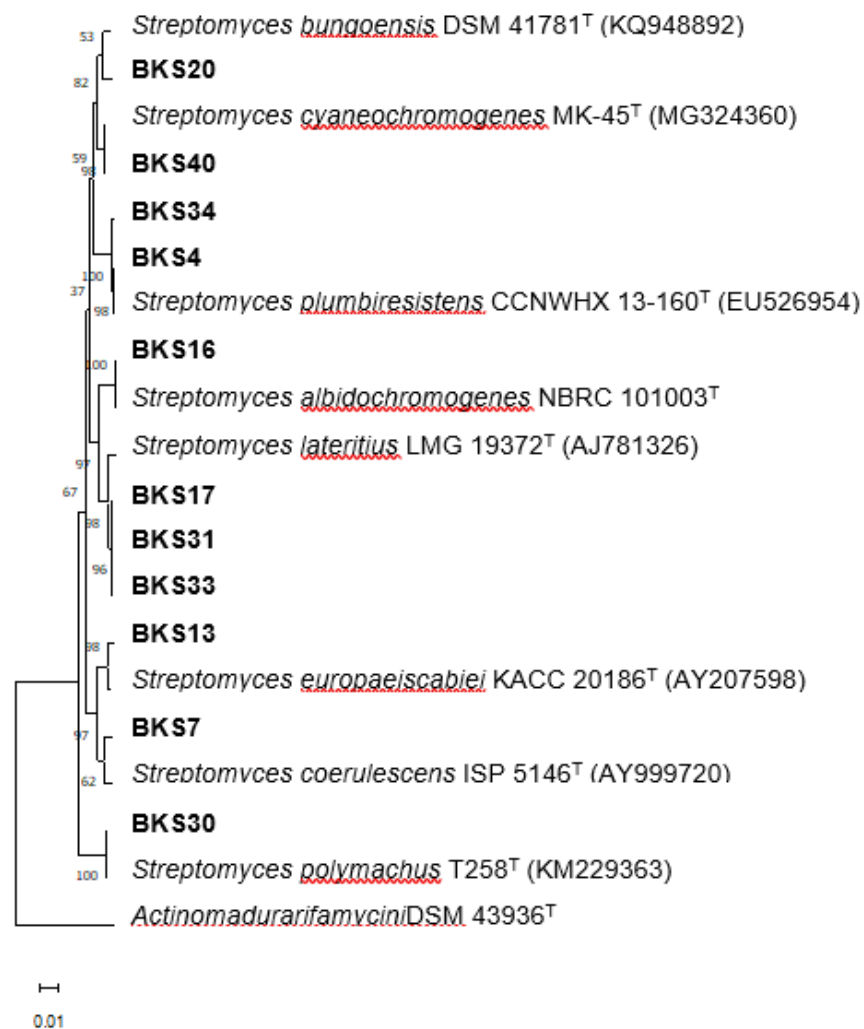 53
Streptomyces bungoensis DSM 41781ᵀ (KQ948892)
82
BKS20
Streptomyces cyaneochromogenes MK-45ᵀ (MG324360)
59
98
BKS40
BKS34
BKS4
100
37
Streptomyces plumbiresistens CCNWHX 13-160ᵀ (EU526954)
98
BKS16
100
Streptomyces albidochromogenes NBRC 101003ᵀ
Streptomyces lateritius LMG 19372ᵀ (AJ781326)
97
67
BKS17
98
BKS31
96
BKS33
BKS13
98
Streptomyces europaeiscabiei KACC 20186ᵀ (AY207598)
BKS7
97
Streptomyces coerulescens ISP 5146ᵀ (AY999720)
62
BKS30
Streptomyces polymachus T258ᵀ (KM229363)
100
ActinomadurarifamyciniDSM 43936ᵀ
0.01